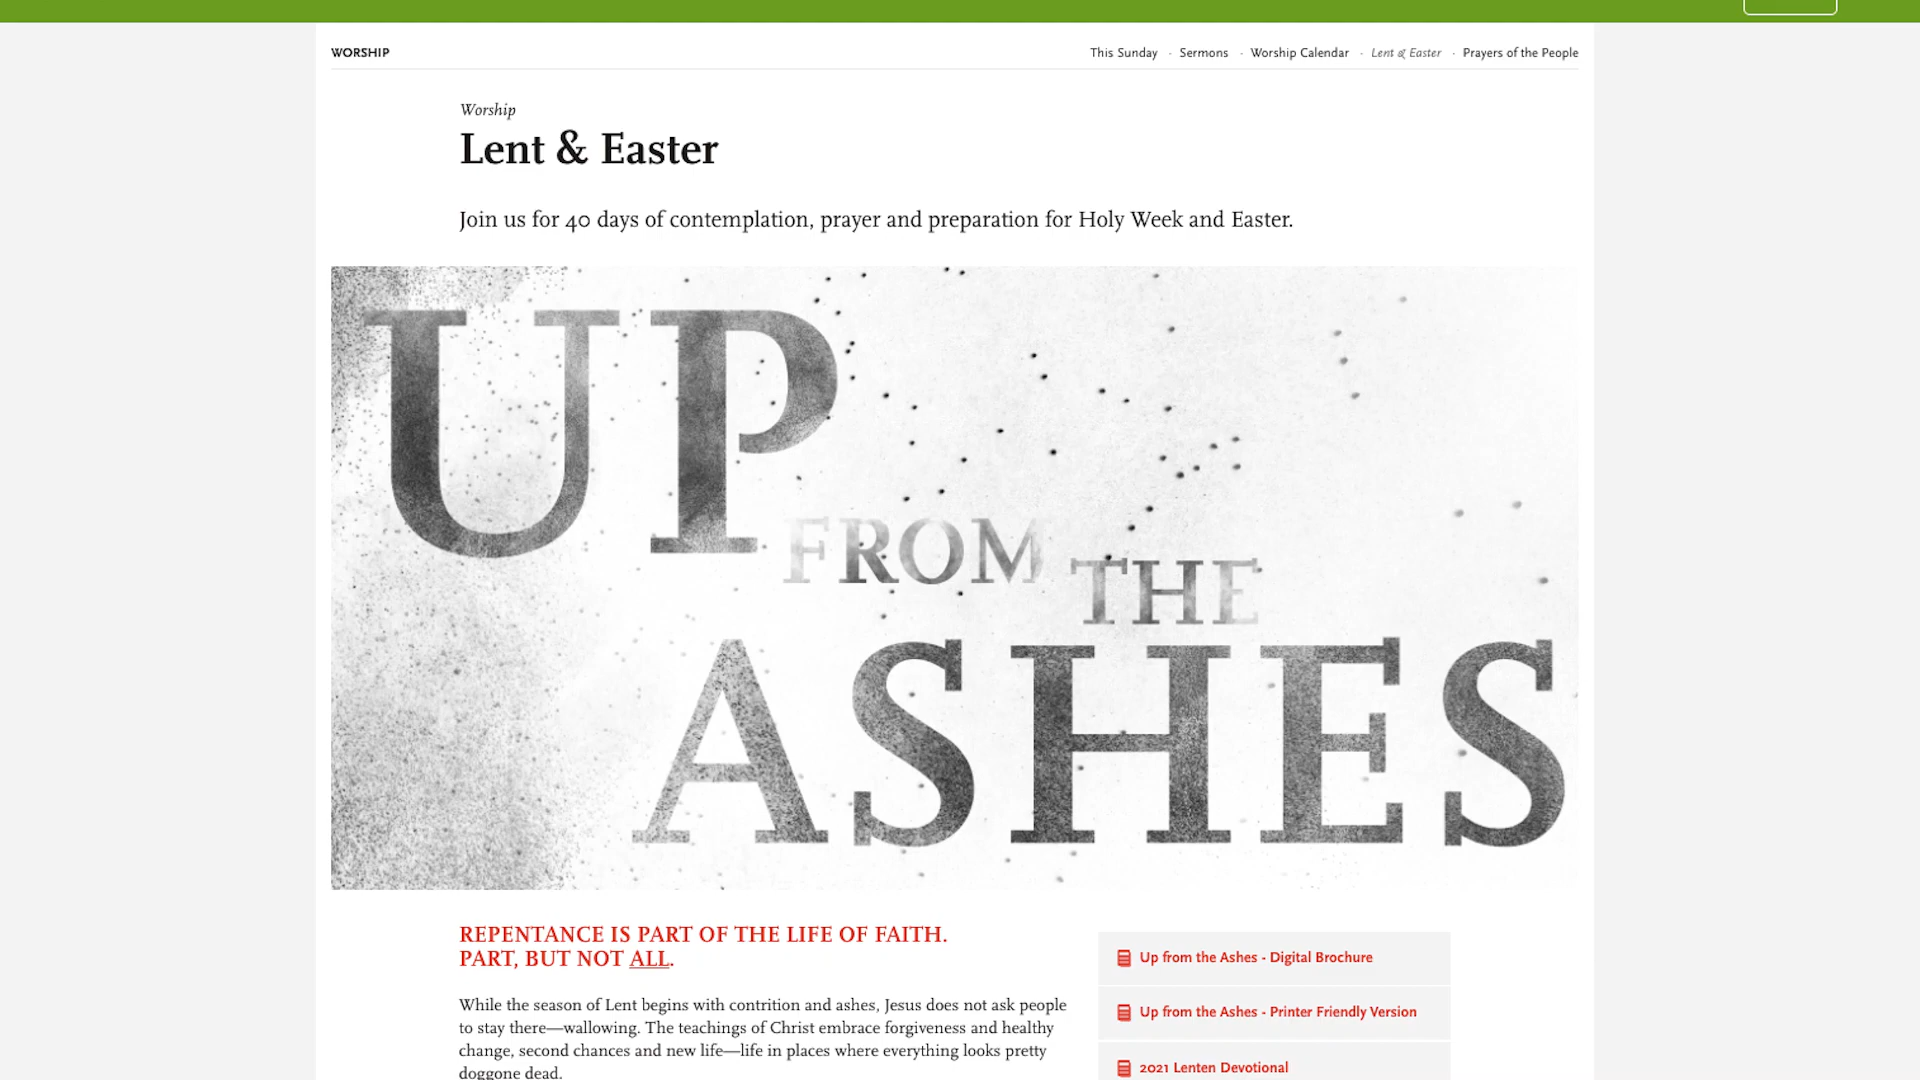 WORSHIP
This Sunday · Sermons · Worship Calendar · Lent & Easter · Prayers of the People
Worship
Lent & Easter
Join us for 40 days of contemplation, prayer and preparation for Holy Week and Easter.
UP
FROM
THE
ASHES
REPENTANCE IS PART OF THE LIFE OF FAITH.
PART, BUT NOT ALL.
While the season of Lent begins with contrition and ashes, Jesus does not ask people
to stay there—wallowing. The teachings of Christ embrace forgiveness and healthy
change, second chances and new life—life in places where everything looks pretty
doggone dead.
Up from the Ashes - Digital Brochure
Up from the Ashes - Printer Friendly Version
2021 Lenten Devotional